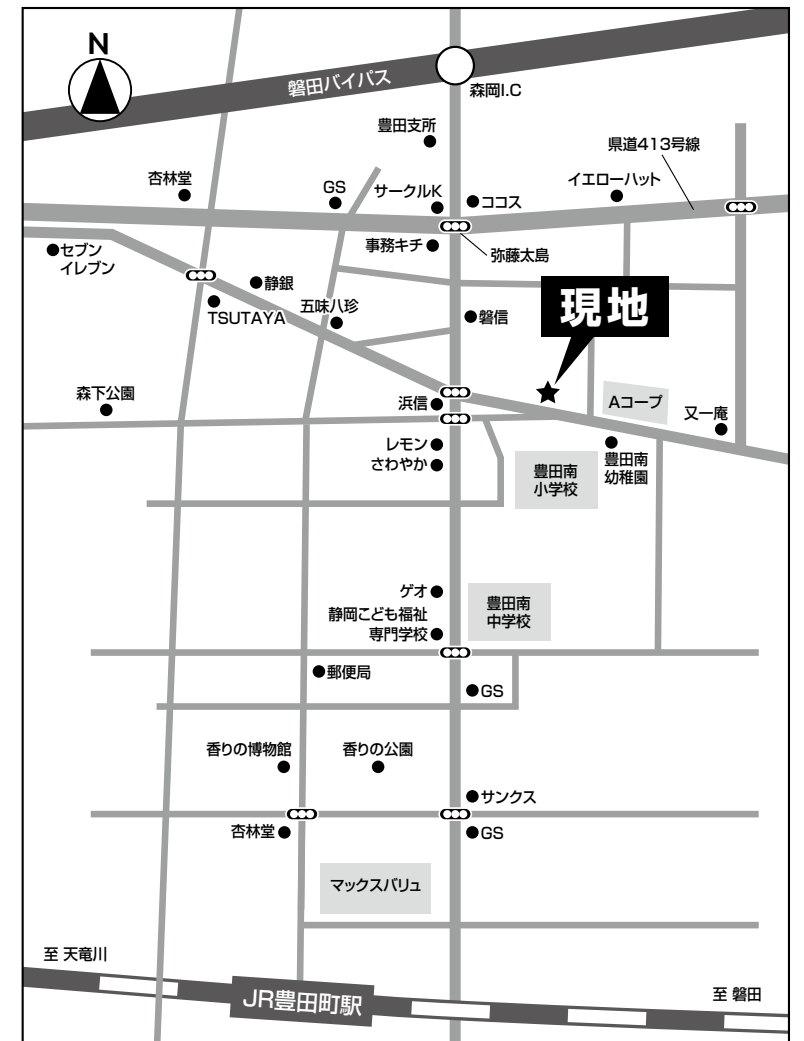 N
磐田バイパス
森岡I.C
豊田支所
県道413号線
杏林堂
GS
サークルK
ココス
イエローハット
事務キチ
弥藤太島
セブン
イレブン
静銀
TSUTAYA
五味八珍
磐信
現地
森下公園
浜信
Aコープ
又一庵
レモン
さわやか
豊田南
小学校
豊田南
幼稚園
ゲオ
静岡こども福祉
専門学校
豊田南
中学校
郵便局
GS
香りの博物館
香りの公園
サンクス
杏林堂
GS
マックスバリュ
至 天竜川
JR豊田町駅
至 磐田